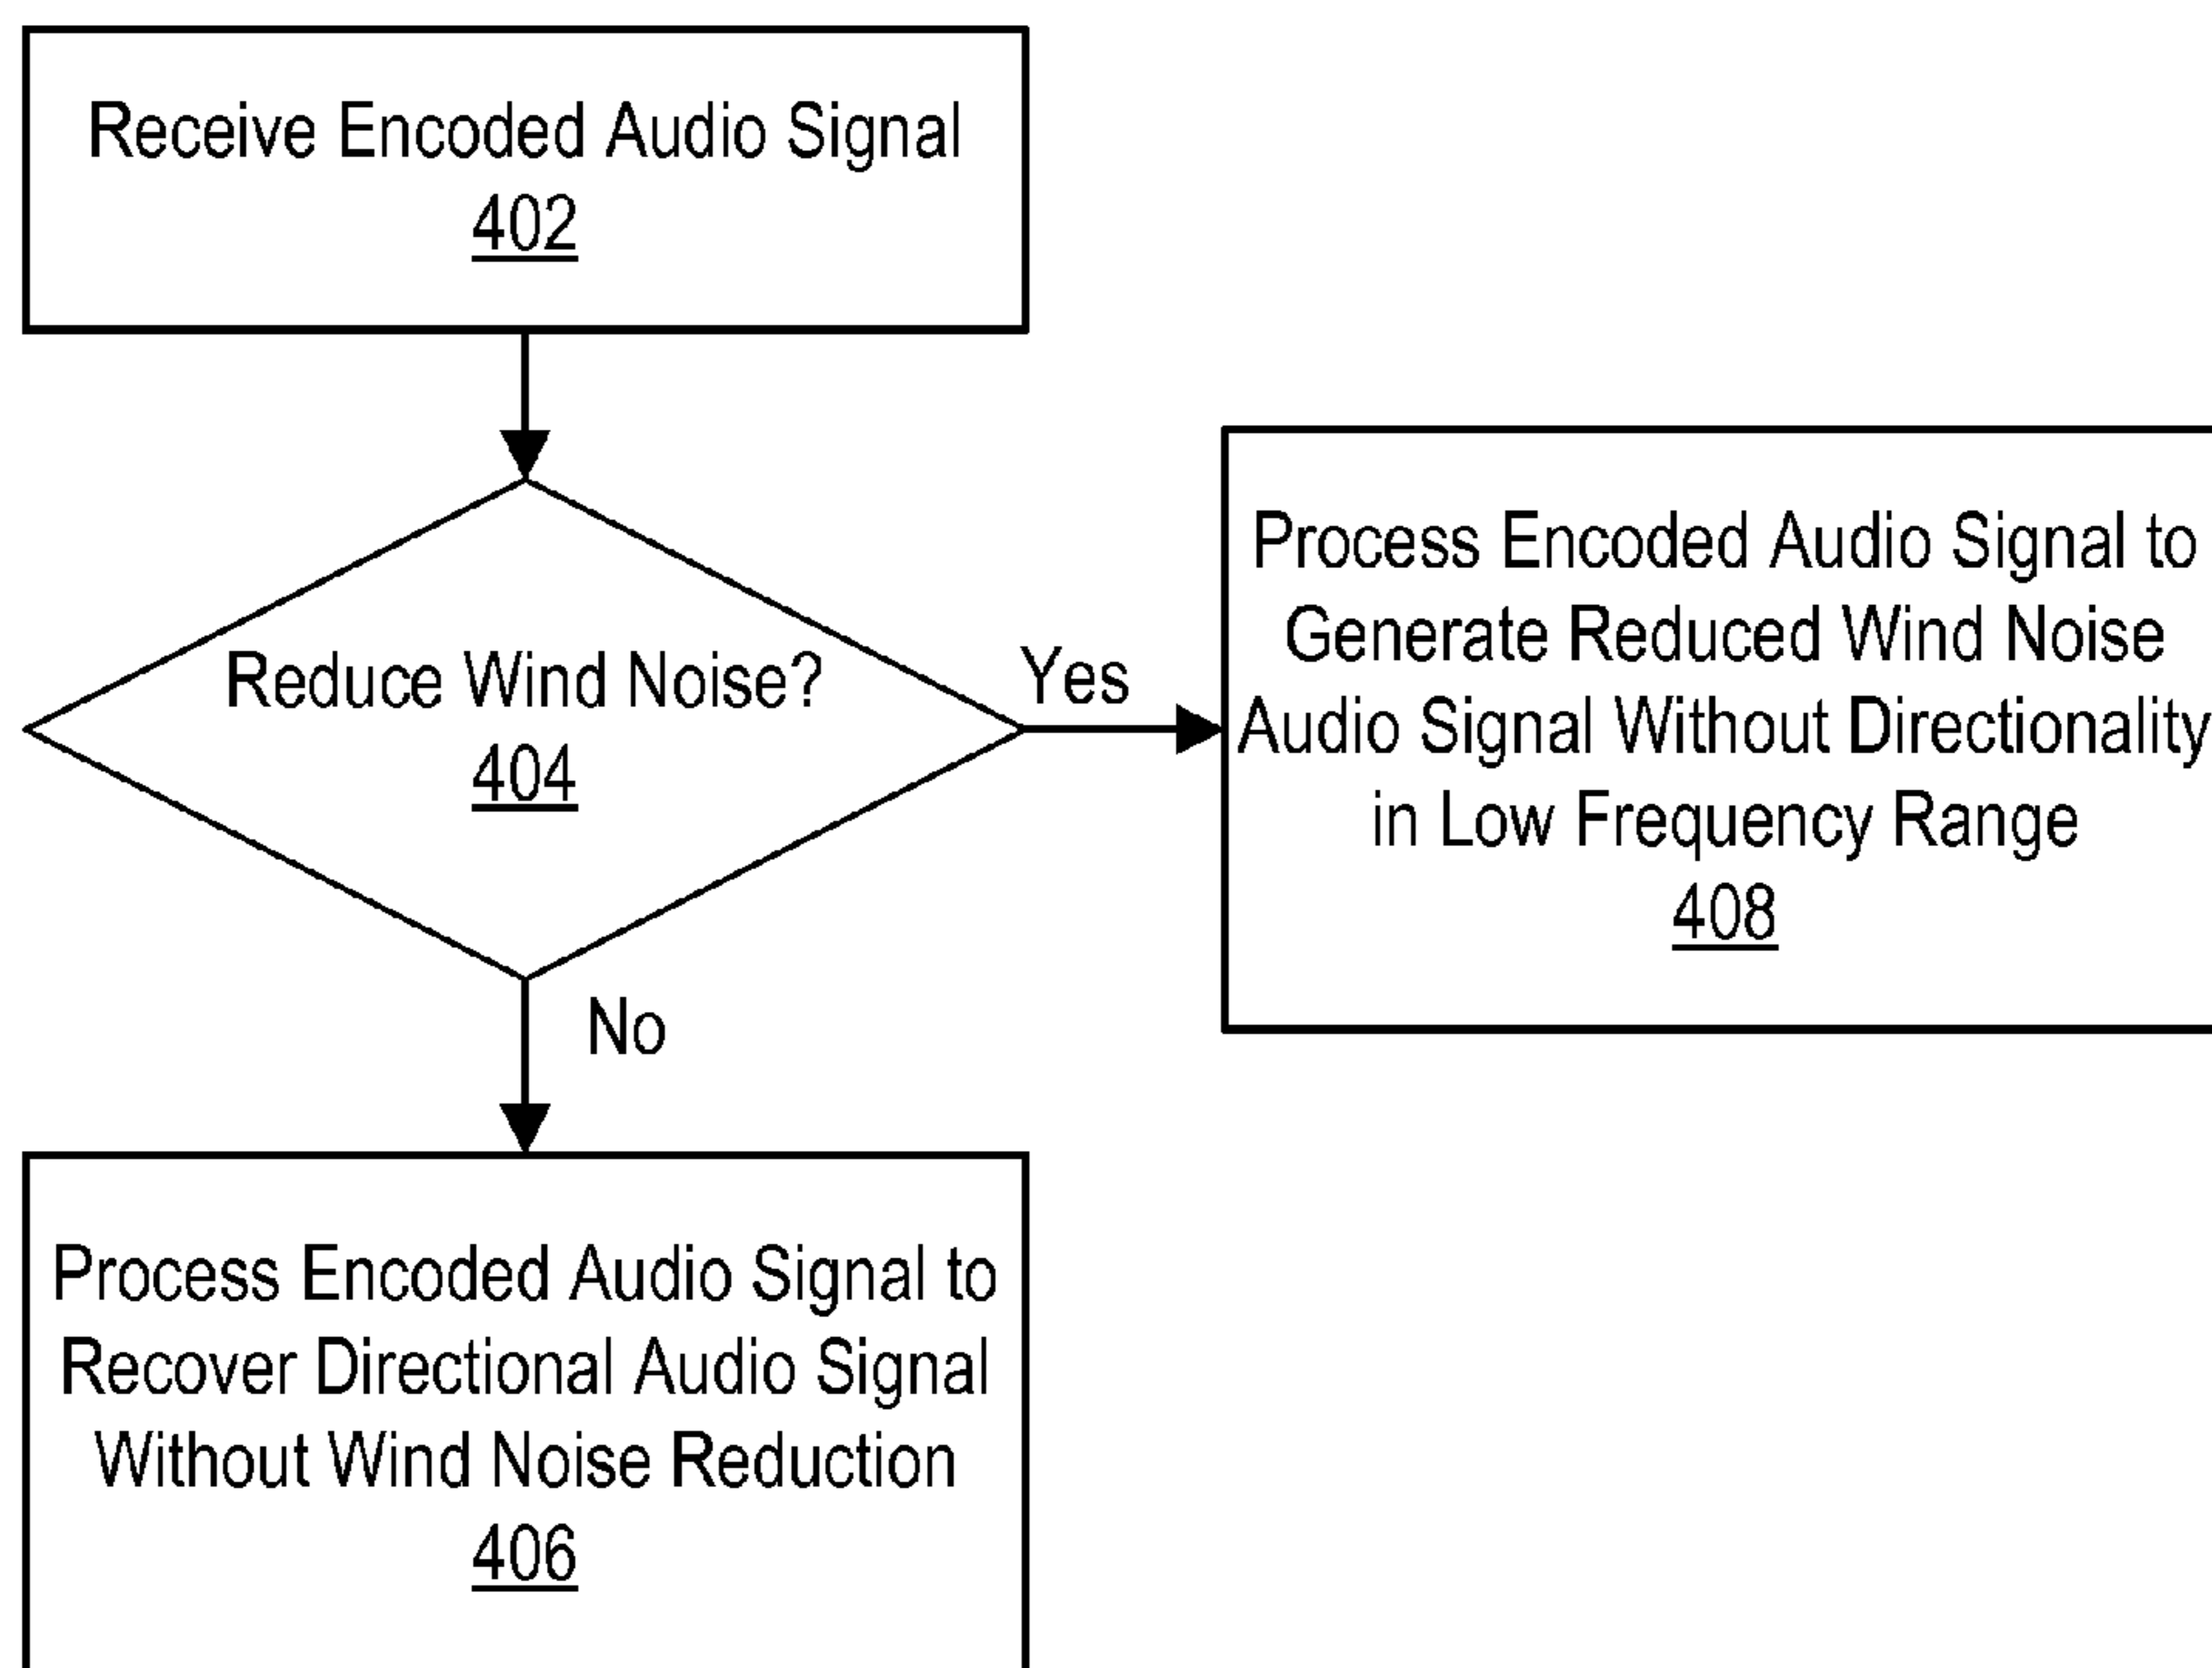 Receive Encoded Audio Signal
402
Reduce Wind Noise?
404
Yes
Process Encoded Audio Signal to
Generate Reduced Wind Noise
Audio Signal Without Directionality
in Low Frequency Range
408
No
Process Encoded Audio Signal to
Recover Directional Audio Signal
Without Wind Noise Reduction
406